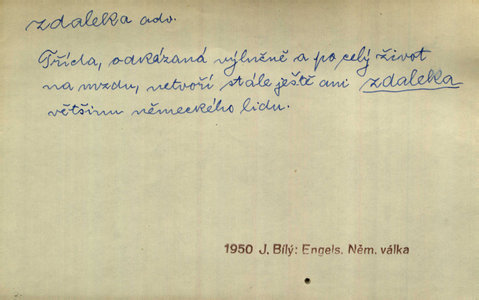 zdaleka adv.
Třída, odkázaná výlučně a po celý život
na mzdu, netvoří stále ještě ani zdaleka
většinu německého lidu.
1950 J. Bílý: Engels. Něm. válka